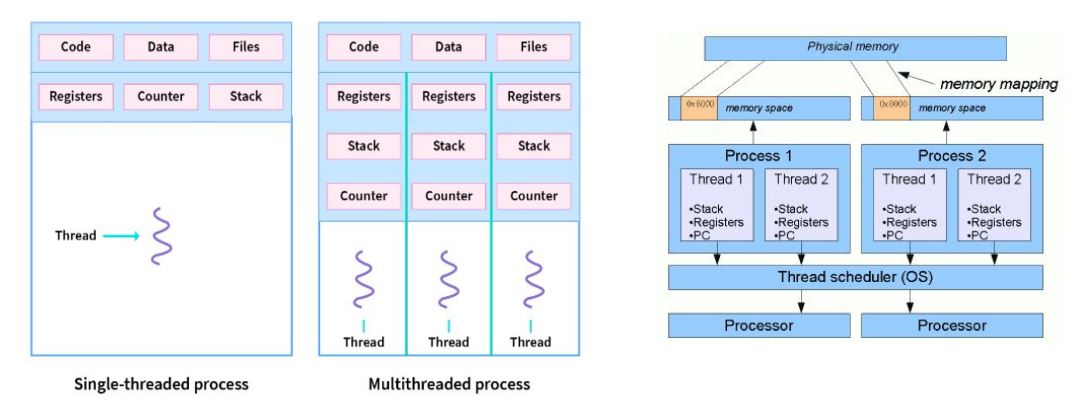 Code Data Files
Registers Counter Stack
Thread
Single-threaded process
Code Data Files
Registers Registers Registers
Stack Stack Stack
Counter Counter Counter
Thread Thread Thread
Multithreaded process
Physical memory
memory mapping
0x8000 memory space 0x8000 memory space
Process 1 Process 2
Thread 1 Thread 2 Thread 1 Thread 2
•Stack •Stack •Stack •Stack
•Registers •Registers •Registers •Registers
•PC •PC •PC •PC
Thread scheduler (OS)
Processor Processor